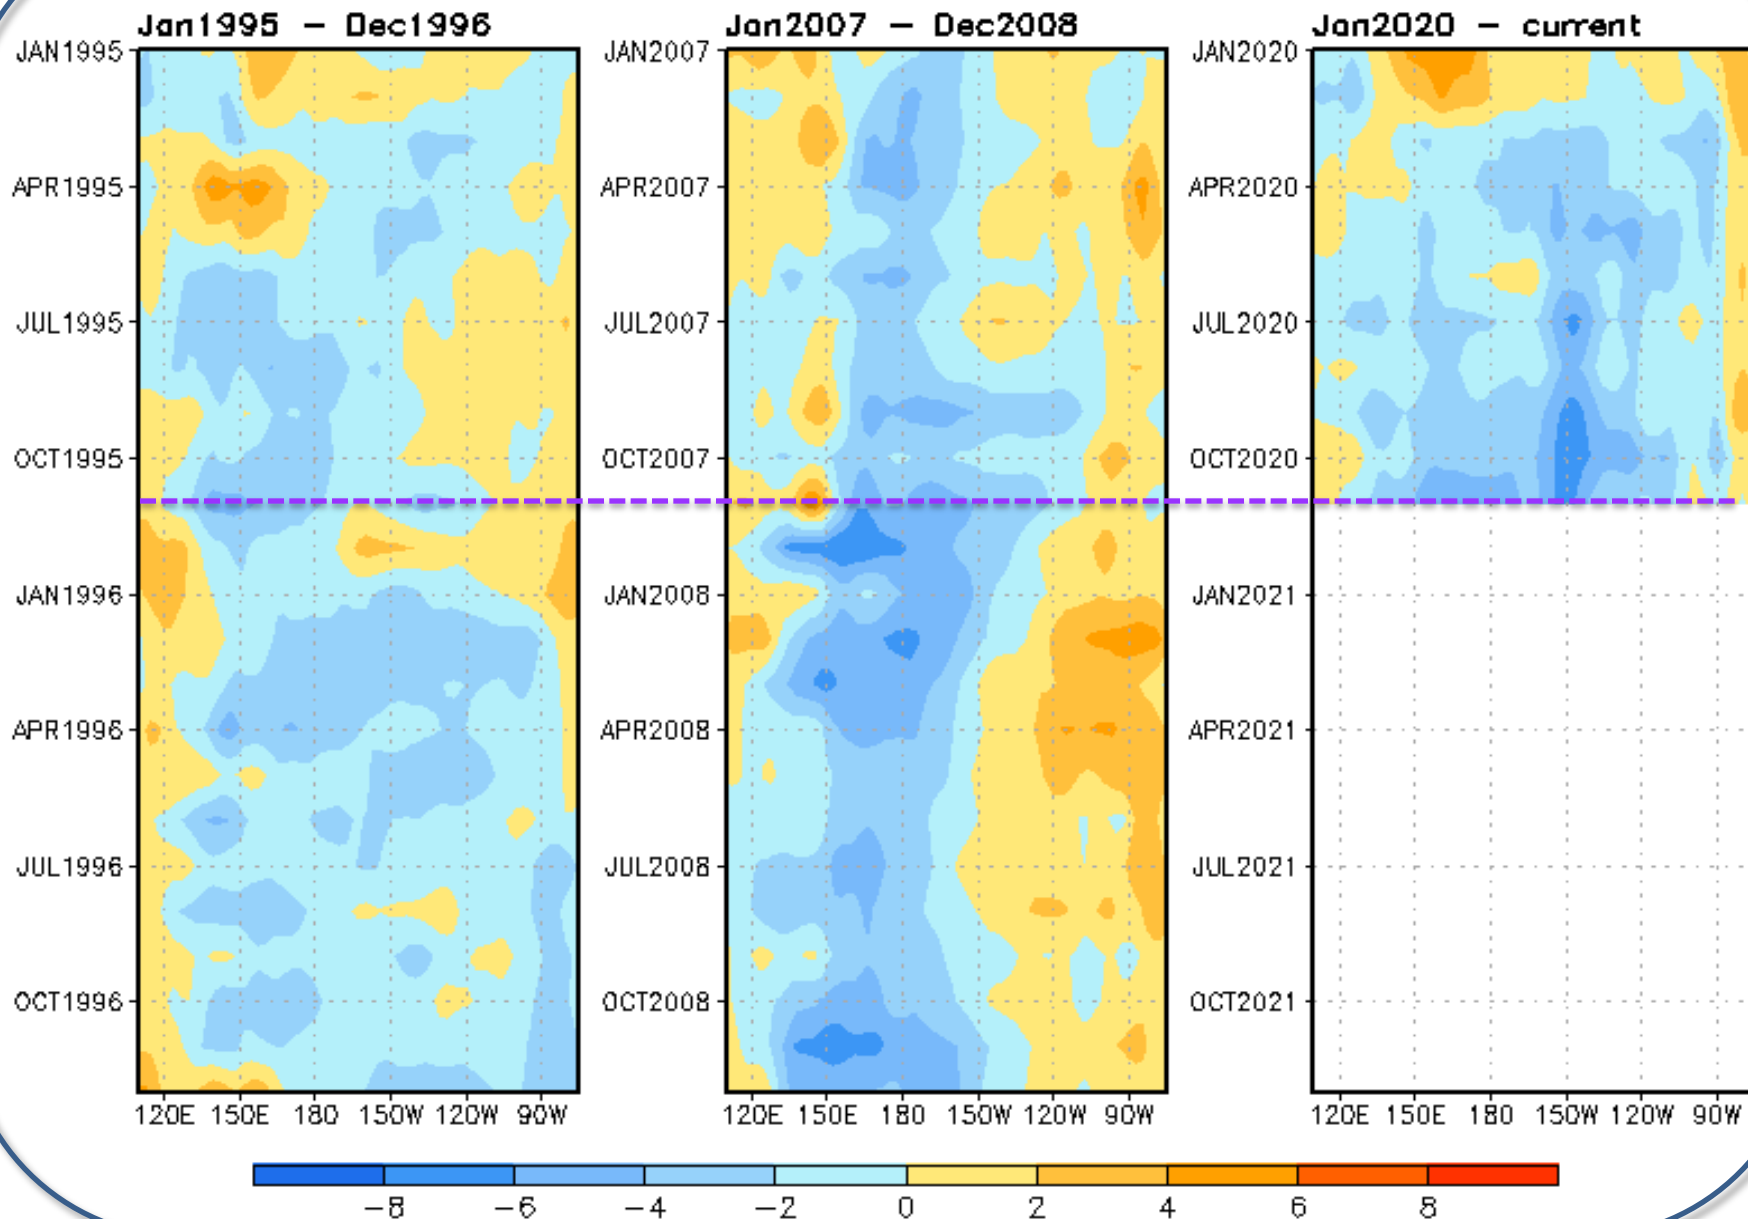 Jan1995 − Dec1996
JAN1995
APR1995
JUL1995
OCT1995
JAN1996
APR1996
JUL1996
OCT1996
120E 150E 180 150W 120W 90W
Jan2007 − Dec2008
JAN2007
APR2007
JUL2007
OCT2007
JAN2008
APR2008
JUL2008
OCT2008
120E 150E 180 150W 120W 90W
Jan2020 − current
JAN2020
APR2020
JUL2020
OCT2020
JAN2021
APR2021
JUL2021
OCT2021
120E 150E 180 150W 120W 90W
−8 −6 −4 −2 0 2 4 6 8